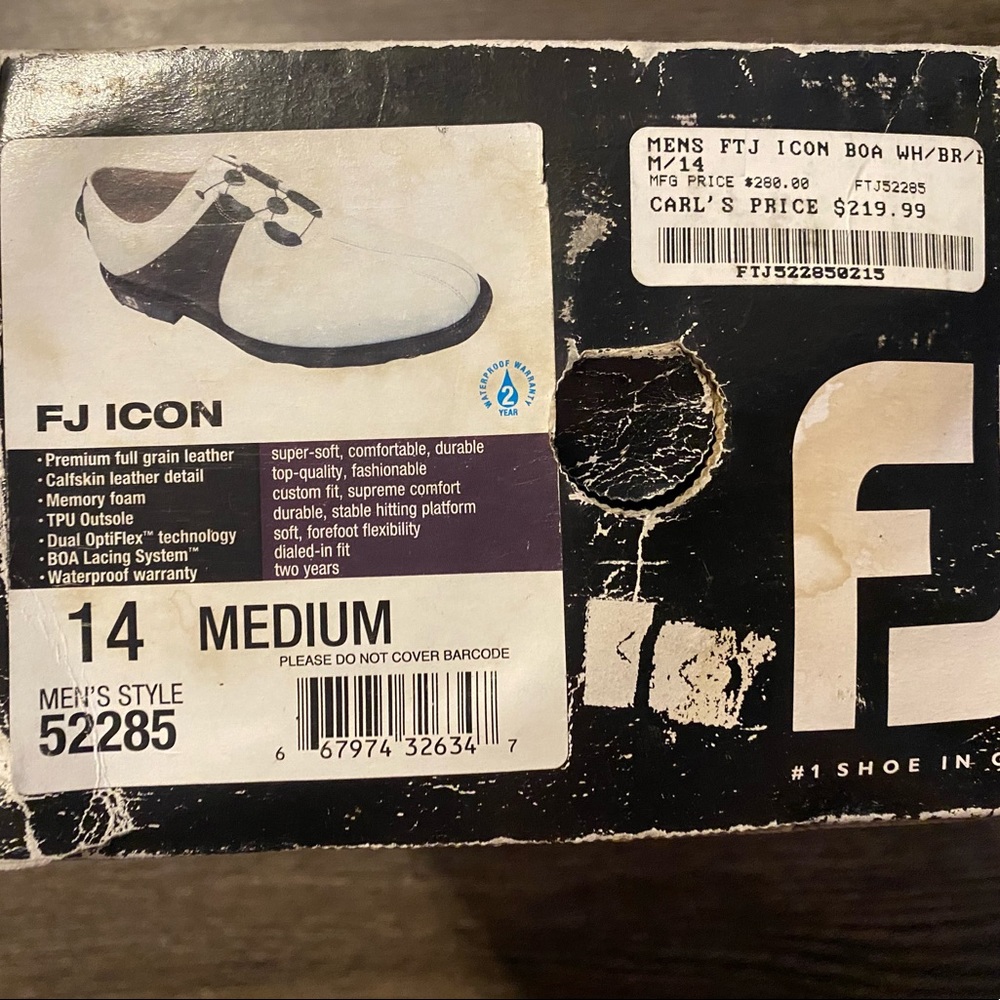 MENS FTJ ICON BOA WH/BR/
M/14
MFG PRICE $280.00 FTJ52285
CARL'S PRICE $219.99
FTJ522850215
WATERPROOF WARRANTY
2
YEAR
FJ ICON
•Premium full grain leather super-soft, comfortable, durable
•Calfskin leather detail top-quality, fashionable
•Memory foam custom fit, supreme comfort
•TPU Outsole durable, stable hitting platform
•Dual OptiFlex™ technology soft, forefoot flexibility
•BOA Lacing System™ dialed-in fit
•Waterproof warranty two years
14 MEDIUM
PLEASE DO NOT COVER BARCODE
MEN'S STYLE
52285
6 67974 32634 7
FJ
#1 SHOE IN